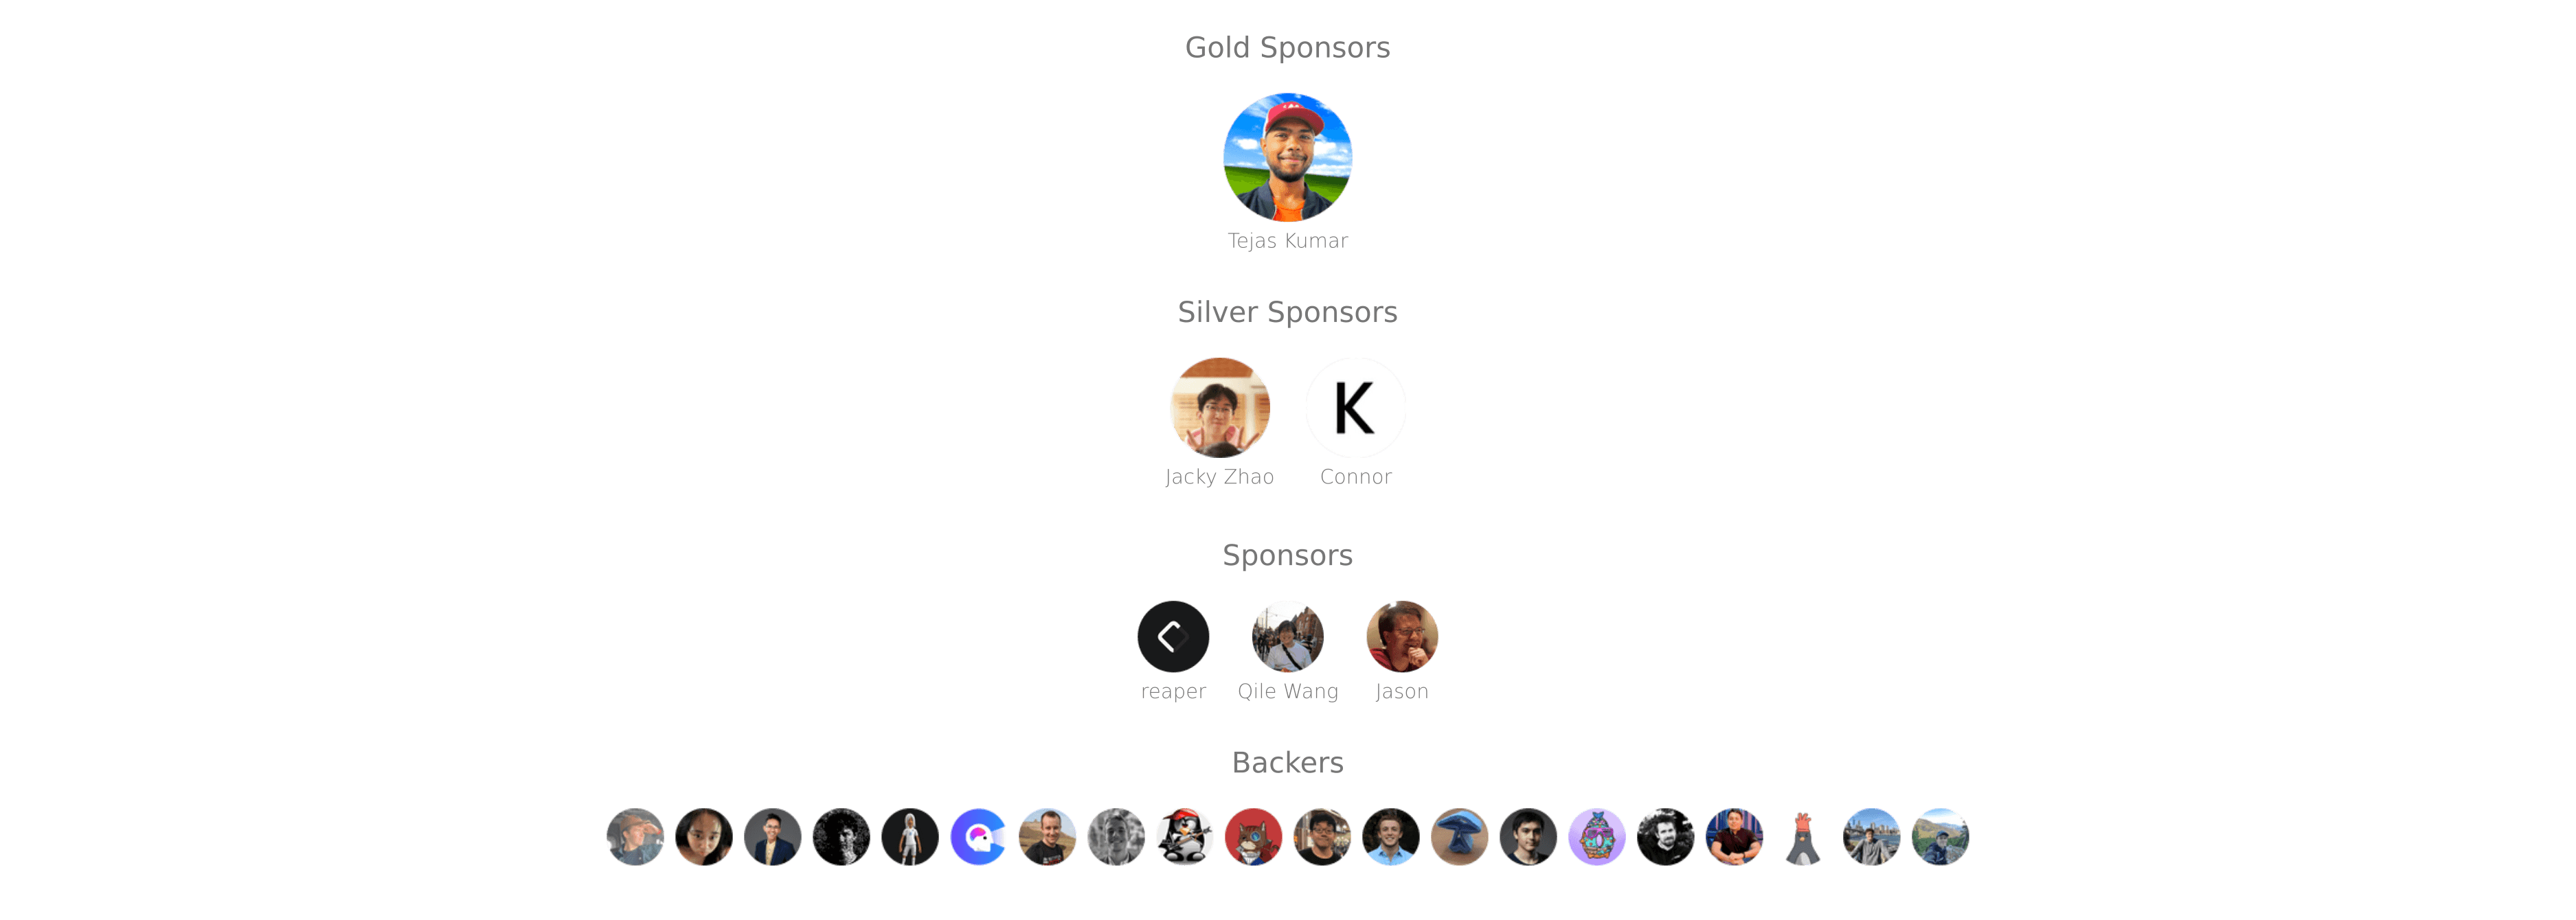 Gold Sponsors
Tejas Kumar
Silver Sponsors
K
Jacky Zhao Connor
Sponsors
reaper Qile Wang Jason
Backers